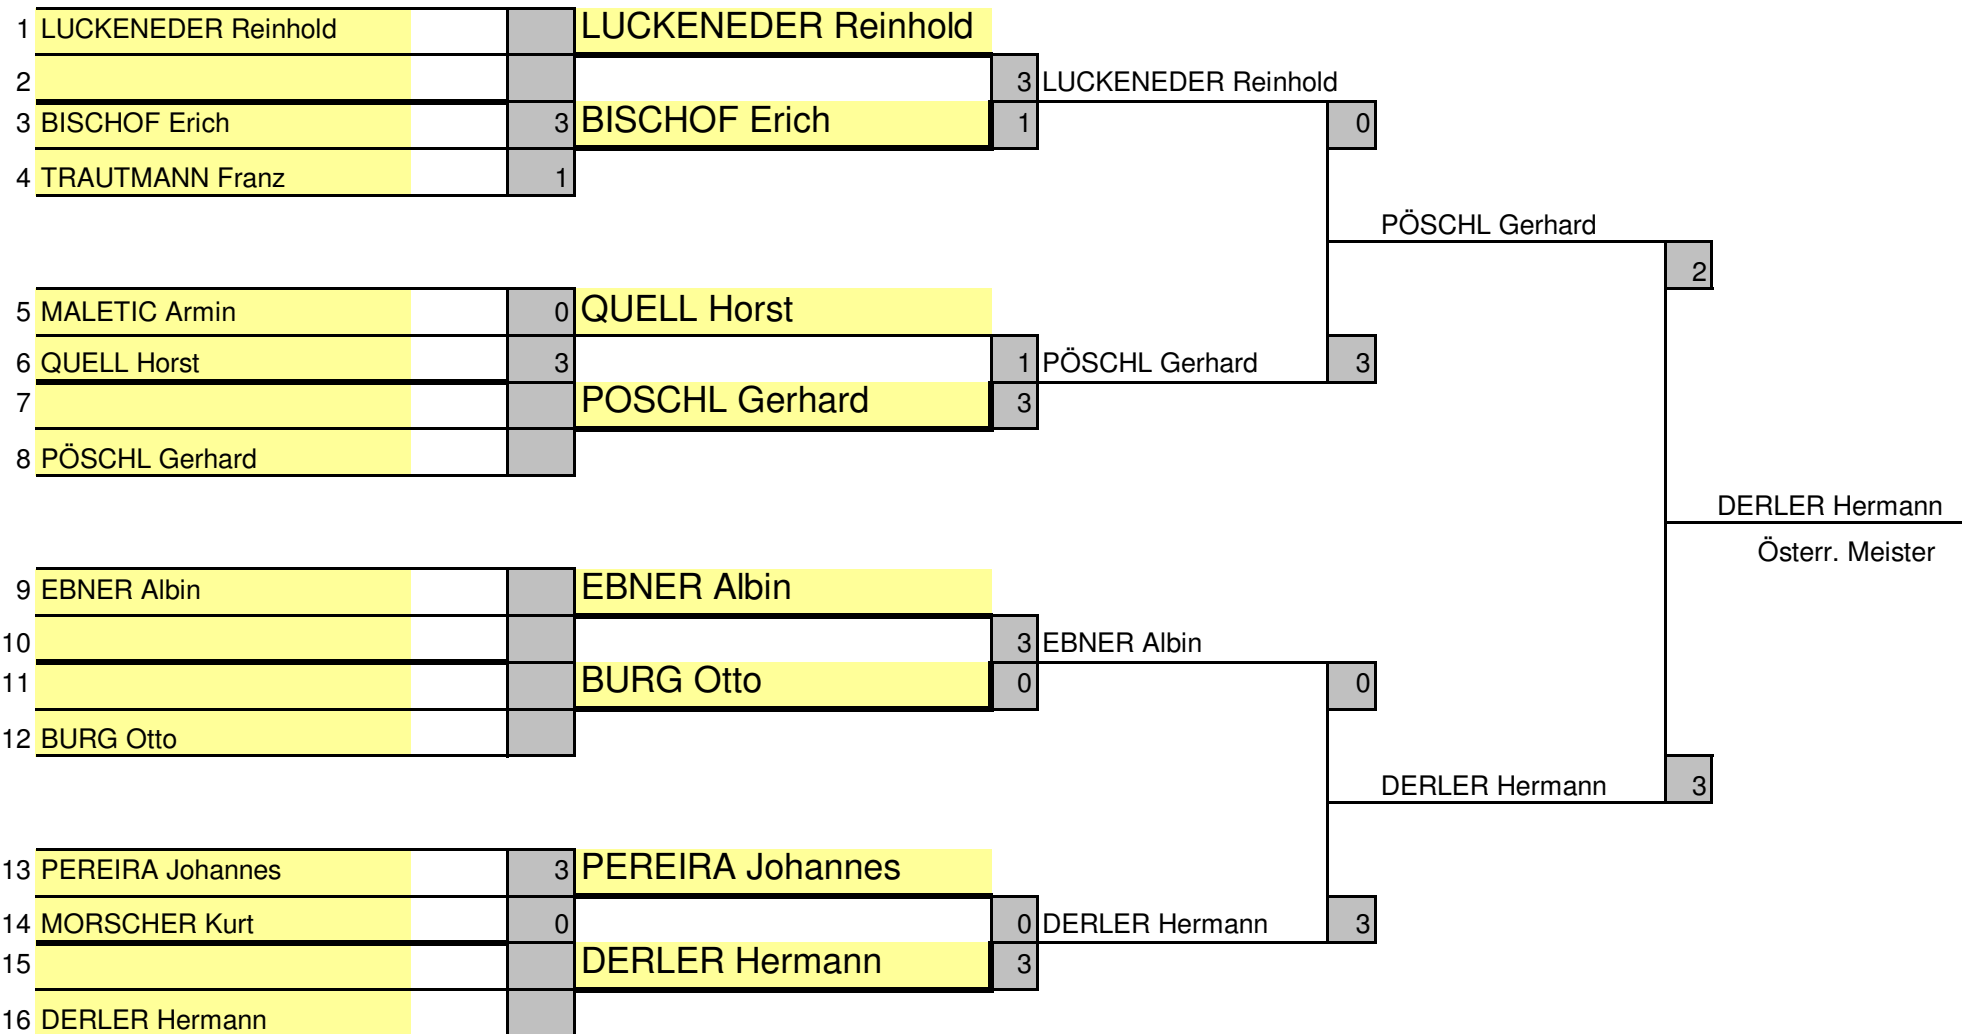 1 LUCKENEDER Reinhold LUCKENEDER Reinhold
2 3 LUCKENEDER Reinhold
3 BISCHOF Erich 3 BISCHOF Erich 1 0
4 TRAUTMANN Franz 1
PÖSCHL Gerhard
2
5 MALETIC Armin 0 QUELL Horst
6 QUELL Horst 3 1 PÖSCHL Gerhard 3
7 PÖSCHL Gerhard 3
8 PÖSCHL Gerhard
DERLER Hermann
Österr. Meister
9 EBNER Albin EBNER Albin
10 3 EBNER Albin
11 BURG Otto 0 0
12 BURG Otto
DERLER Hermann 3
13 PEREIRA Johannes 3 PEREIRA Johannes
14 MORSCHER Kurt 0 0 DERLER Hermann 3
15 DERLER Hermann 3
16 DERLER Hermann